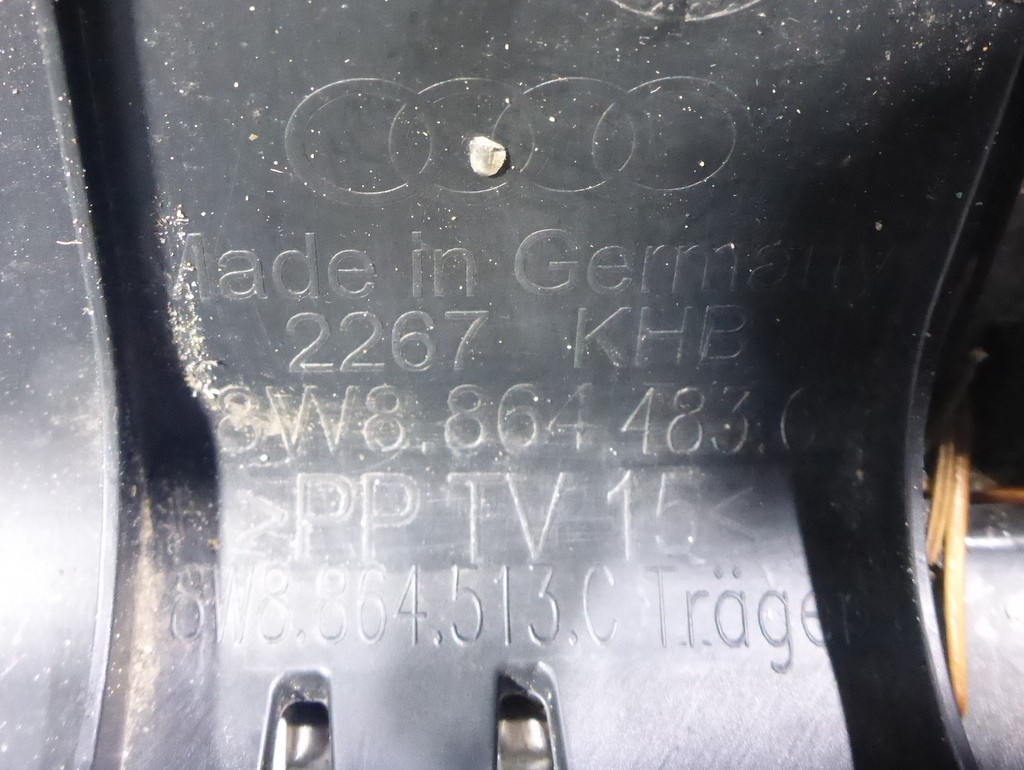 Made in Germany
2267 KHB
8W8.864.483.C
>PP TV 15<
8W8.864.513.C Träger